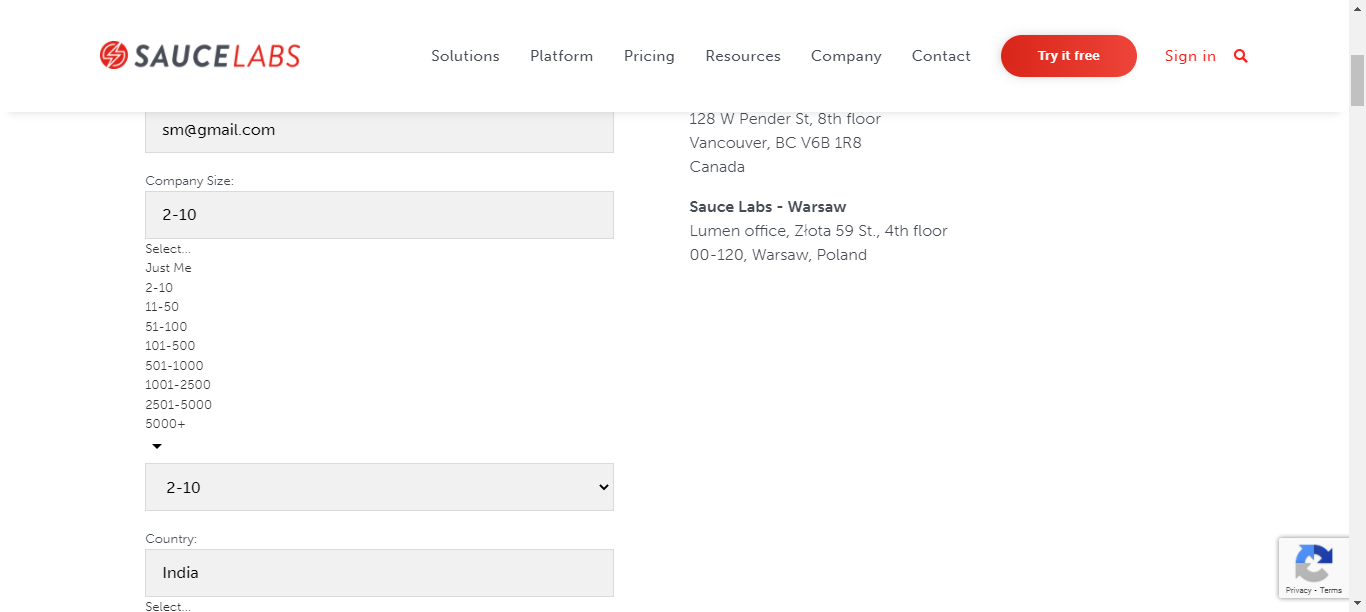 SAUCELABS
Solutions
Platform
Pricing
Resources
Company
Contact
Try it free
Sign in
sm@gmail.com
Company Size:
2-10
Select...
Just Me
2-10
11-50
51-100
101-500
501-1000
1001-2500
2501-5000
5000+
2-10
Country:
India
Select...
128 W Pender St, 8th floor
Vancouver, BC V6B 1R8
Canada
Sauce Labs - Warsaw
Lumen office, Złota 59 St., 4th floor
00-120, Warsaw, Poland
Privacy - Terms